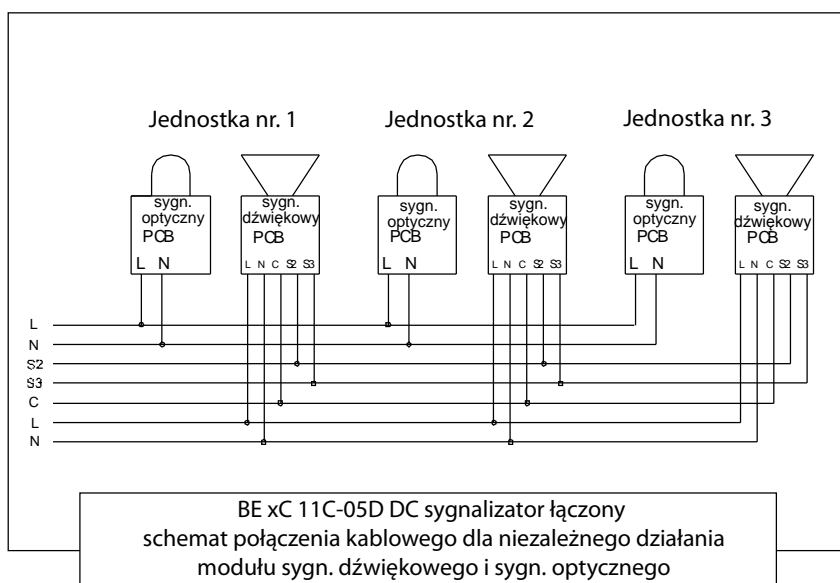 Jednostka nr. 1 Jednostka nr. 2 Jednostka nr. 3
sygn. optyczny PCB
L N
sygn. dźwiękowy PCB
L N C S2 S3
sygn. optyczny PCB
L N
sygn. dźwiękowy PCB
L N C S2 S3
sygn. optyczny PCB
L N
sygn. dźwiękowy PCB
L N C S2 S3
L
N
S2
S3
C
L
N
BE xC 11C-05D DC sygnalizator łączony
schemat połączenia kablowego dla niezależnego działania
modułu sygn. dźwiękowego i sygn. optycznego